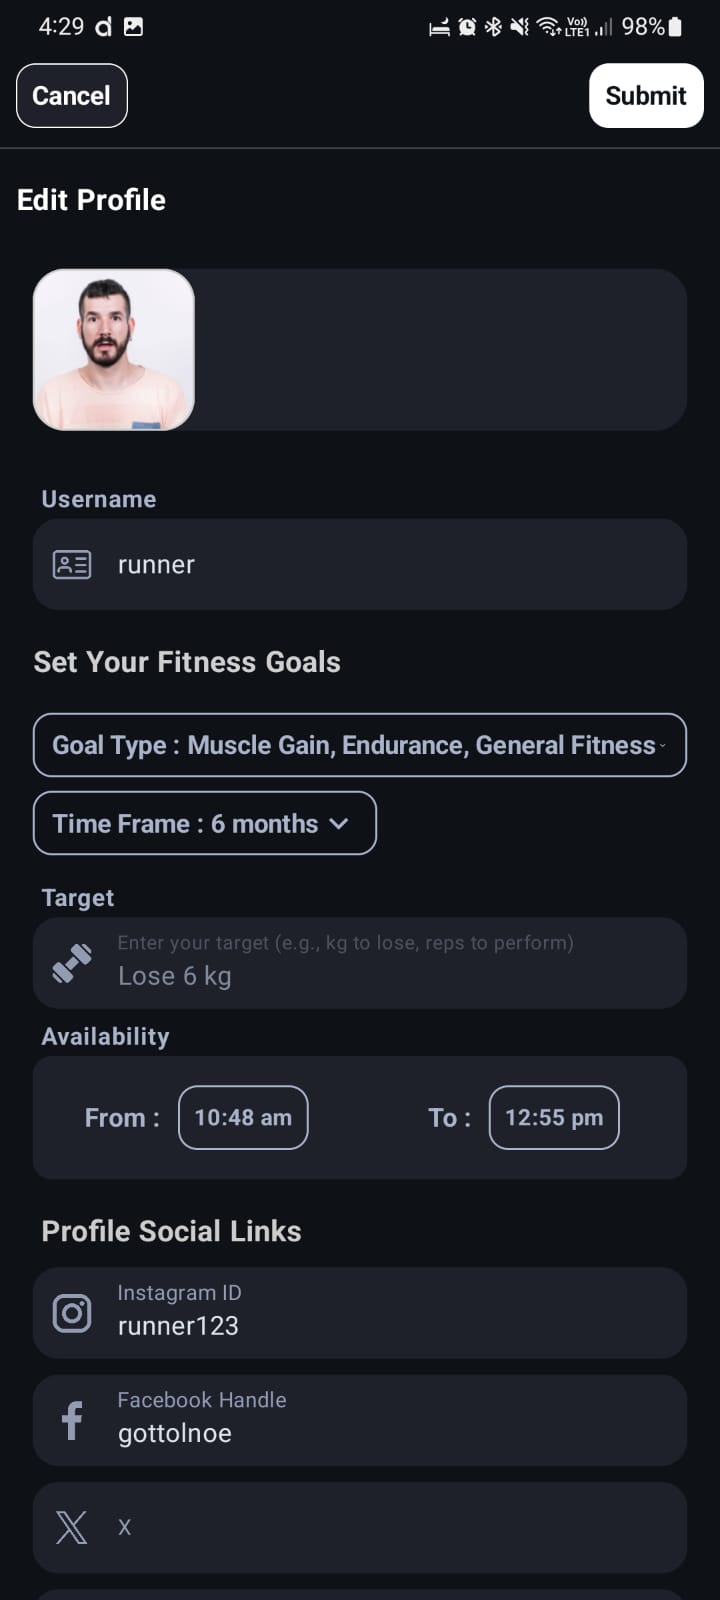 4:29 Vo)) LTE1 98%
Cancel Submit
Edit Profile
Username
runner
Set Your Fitness Goals
Goal Type : Muscle Gain, Endurance, General Fitness
Time Frame : 6 months
Target
Enter your target (e.g., kg to lose, reps to perform)
Lose 6 kg
Availability
From : 10:48 am To : 12:55 pm
Profile Social Links
Instagram ID
runner123
Facebook Handle
gottolnoe
X